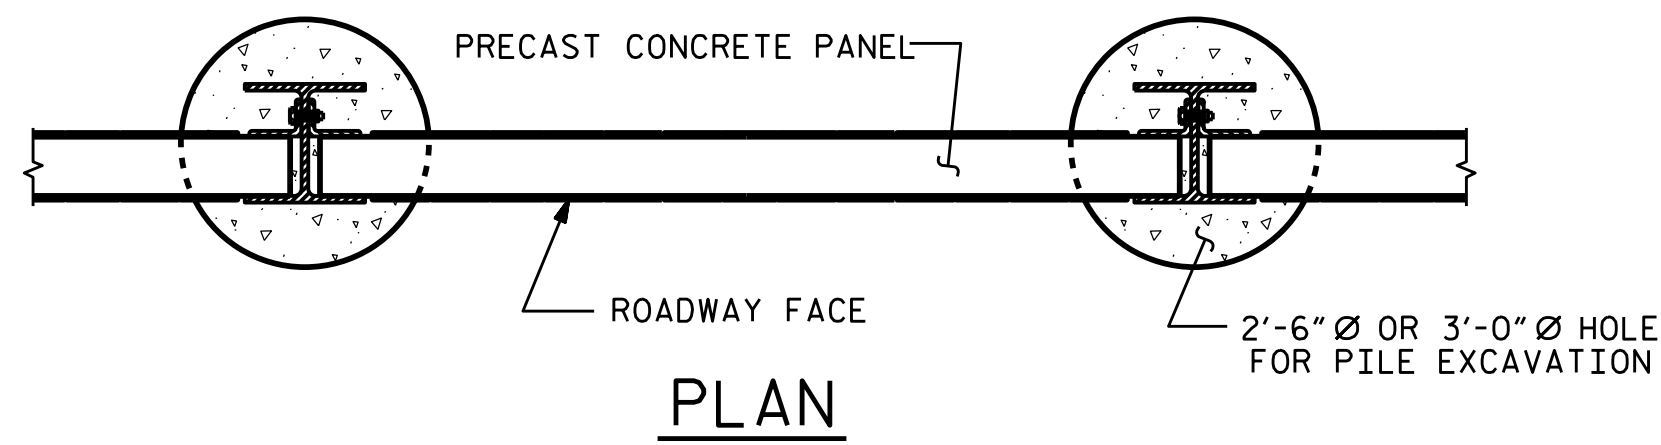 PRECAST CONCRETE PANEL
ROADWAY FACE
2'-6"Ø OR 3'-0"Ø HOLE
FOR PILE EXCAVATION
PLAN